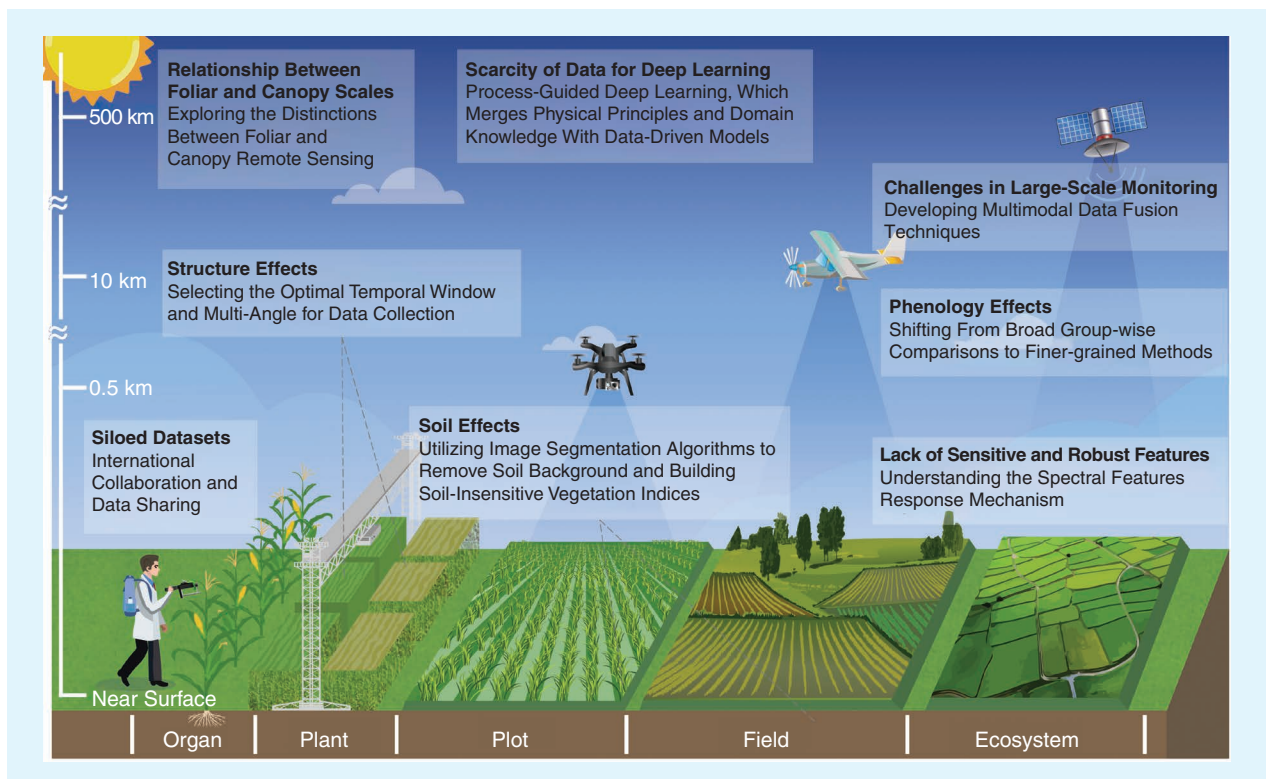 Relationship Between
Foliar and Canopy Scales
Exploring the Distinctions
Between Foliar and
Canopy Remote Sensing
Scarcity of Data for Deep Learning
Process-Guided Deep Learning, Which
Merges Physical Principles and Domain
Knowledge With Data-Driven Models
500 km
Challenges in Large-Scale Monitoring
Developing Multimodal Data Fusion
Techniques
Structure Effects
Selecting the Optimal Temporal Window
and Multi-Angle for Data Collection
10 km
Phenology Effects
Shifting From Broad Group-wise
Comparisons to Finer-grained Methods
0.5 km
Siloed Datasets
International
Collaboration and
Data Sharing
Soil Effects
Utilizing Image Segmentation Algorithms to
Remove Soil Background and Building
Soil-Insensitive Vegetation Indices
Lack of Sensitive and Robust Features
Understanding the Spectral Features
Response Mechanism
Near Surface
Organ
Plant
Plot
Field
Ecosystem